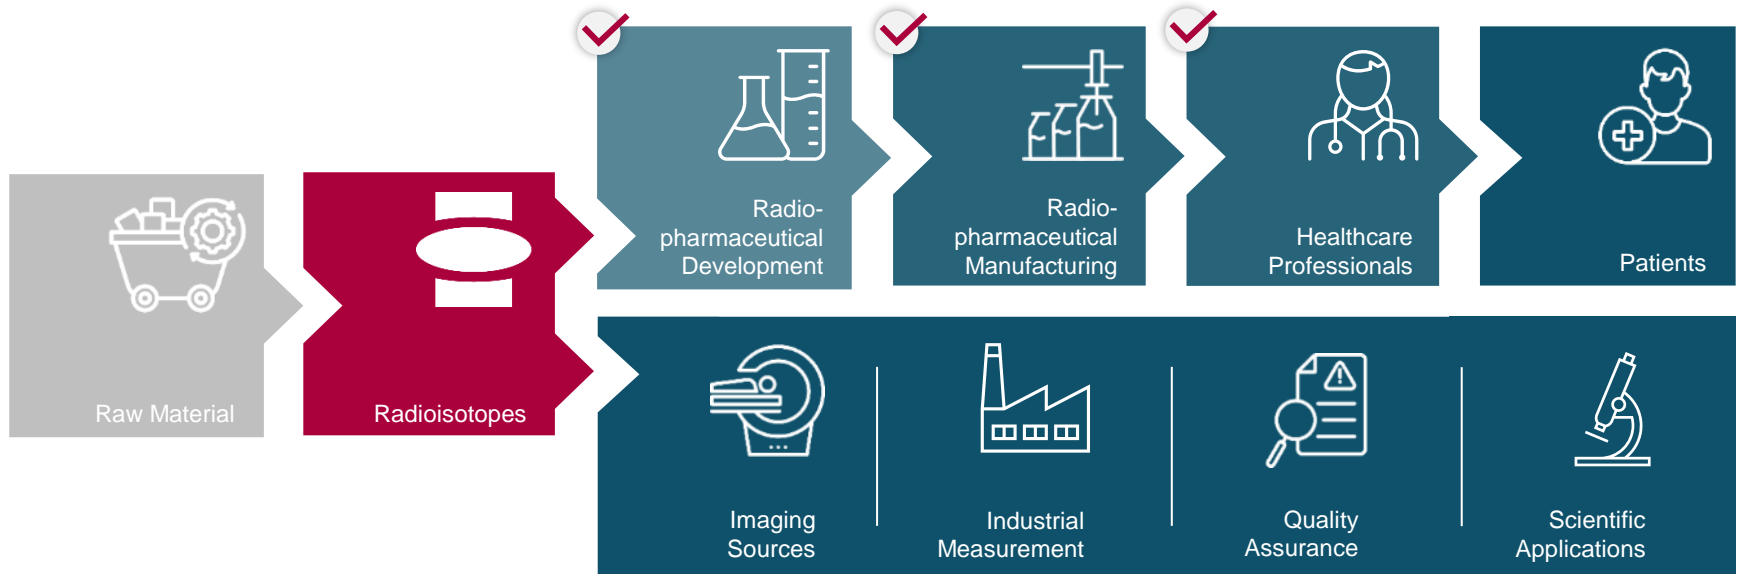 Raw Material
Radioisotopes
Radio-
pharmaceutical
Development
Radio-
pharmaceutical
Manufacturing
Healthcare
Professionals
Patients
Imaging
Sources
Industrial
Measurement
Quality
Assurance
Scientific
Applications